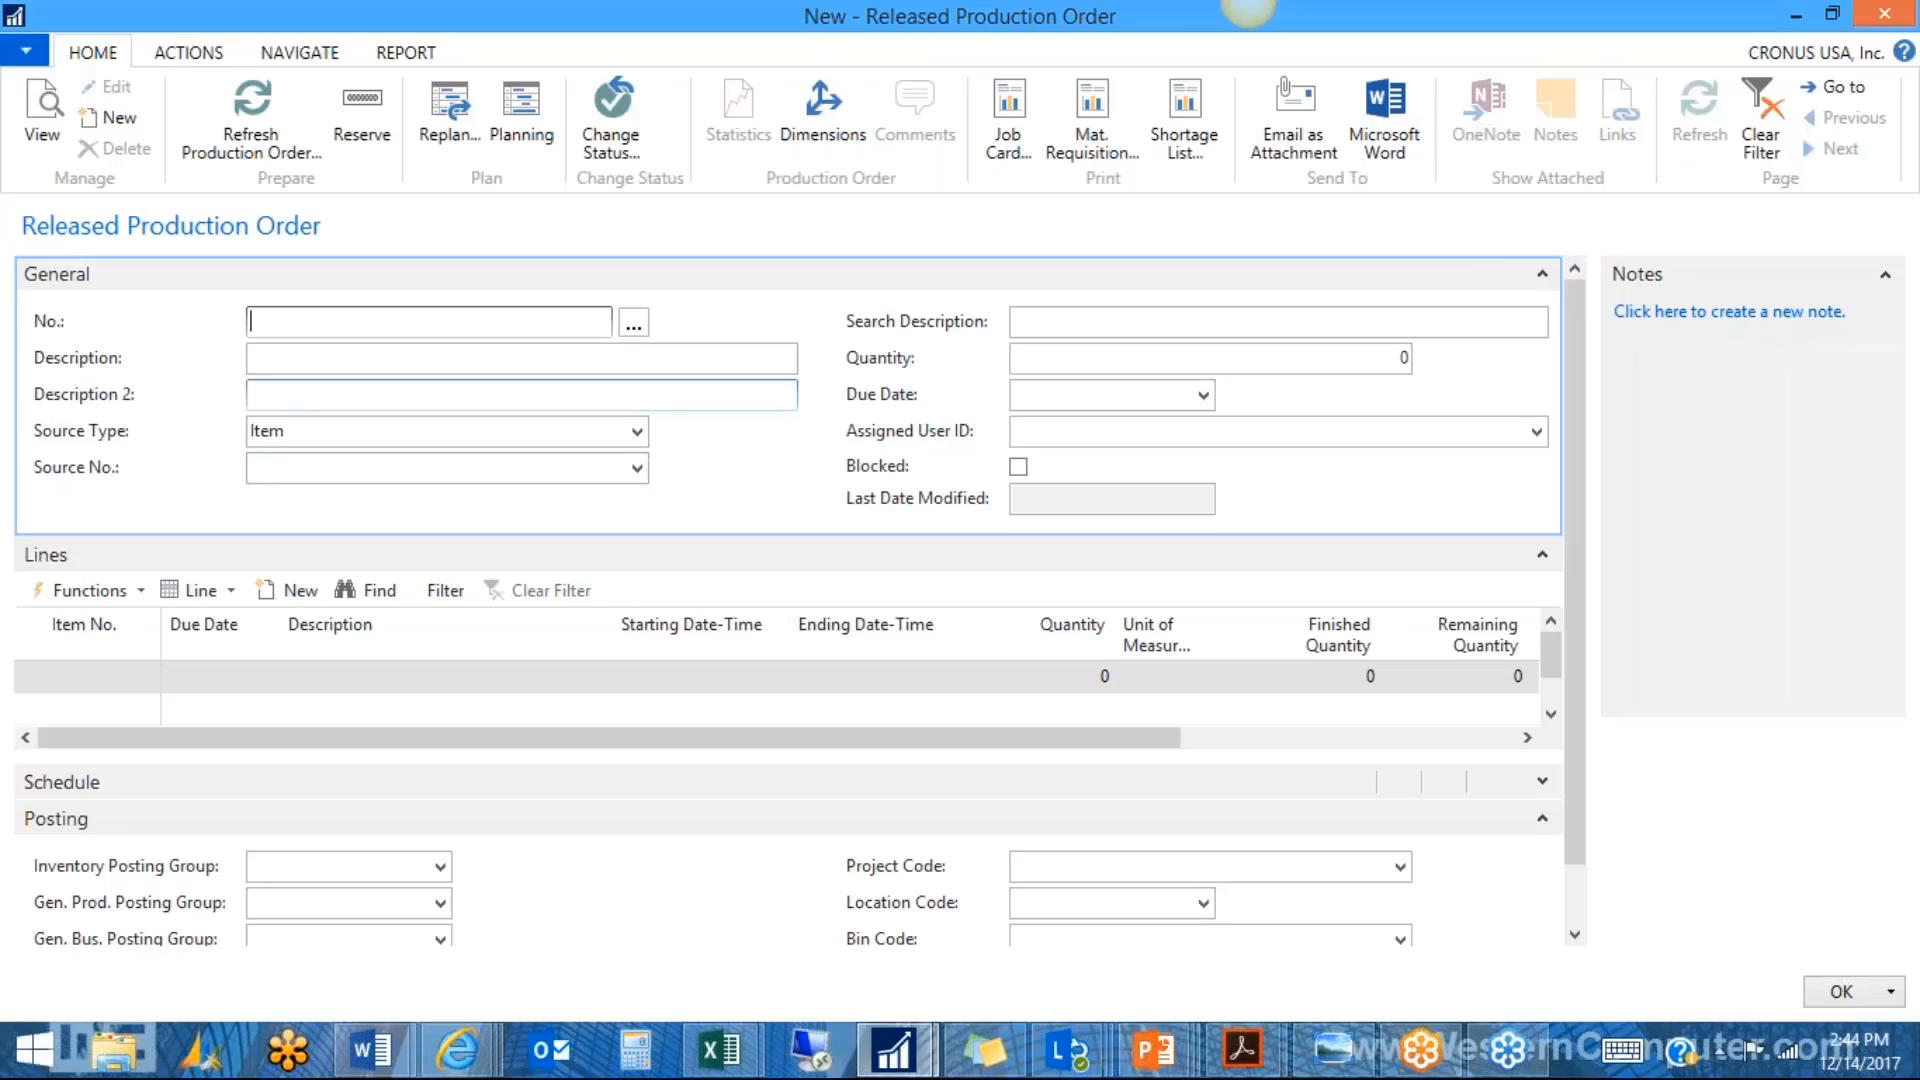 New - Released Production Order
HOME ACTIONS NAVIGATE REPORT CRONUS USA, Inc.
View Edit New Delete Manage
Refresh Production Order... Reserve Prepare
Replan... Planning Plan
Change Status... Change Status
Statistics Dimensions Comments Production Order
Job Card... Mat. Requisition... Shortage List... Print
Email as Attachment Microsoft Word Send To
OneNote Notes Links Show Attached
Refresh Clear Filter Go to Previous Next Page
Released Production Order
General
No.: ...
Description:
Description 2:
Source Type: Item
Source No.:
Search Description:
Quantity: 0
Due Date:
Assigned User ID:
Blocked:
Last Date Modified:
Notes
Click here to create a new note.
Lines
Functions Line New Find Filter Clear Filter
Item No. Due Date Description Starting Date-Time Ending Date-Time Quantity Unit of Measur... Finished Quantity Remaining Quantity
0 0 0
Schedule
Posting
Inventory Posting Group:
Gen. Prod. Posting Group:
Gen. Bus. Posting Group:
Project Code:
Location Code:
Bin Code:
OK
www.WesternComputer.com
2:44 PM
12/14/2017